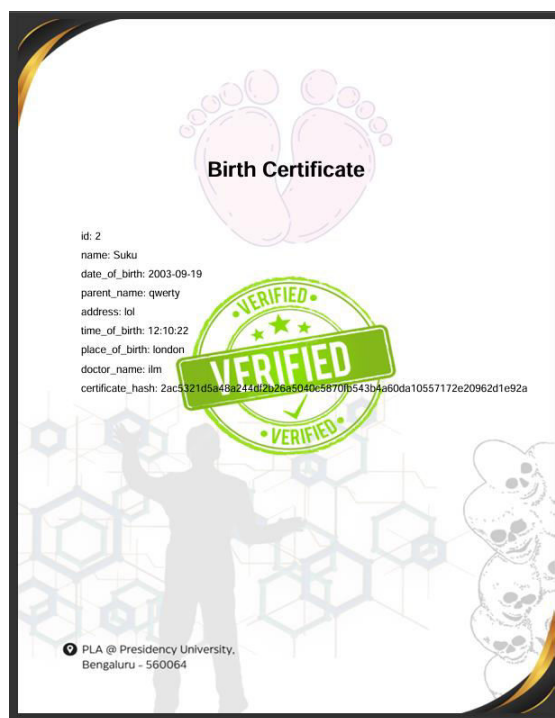 Birth Certificate
id: 2
name: Suku
date_of_birth: 2003-09-19
parent_name: qwerty
address: lol
time_of_birth: 12:10:22
place_of_birth: london
doctor_name: ilm
certificate_hash: 2ac5321d5a48a244df2b26a5040c5870fb543b4a60da10557172e20962d1e92a
VERIFIED
VERIFIED
VERIFIED
PLA @ Presidency University,
Bengaluru - 560064